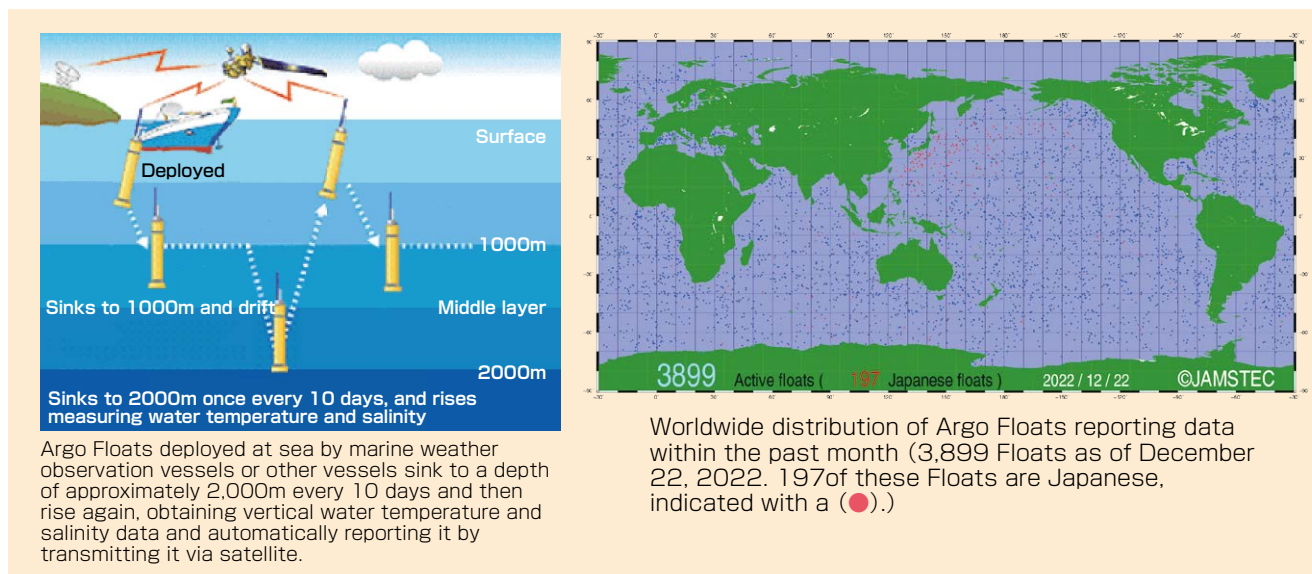 Surface
Deployed
1000m
Sinks to 1000m and drift
Middle layer
2000m
Sinks to 2000m once every 10 days, and rises
measuring water temperature and salinity
Argo Floats deployed at sea by marine weather
observation vessels or other vessels sink to a depth
of approximately 2,000m every 10 days and then
rise again, obtaining vertical water temperature and
salinity data and automatically reporting it by
transmitting it via satellite.
3899 Active floats ( 197 Japanese floats ) 2022 / 12 / 22 ©JAMSTEC
Worldwide distribution of Argo Floats reporting data
within the past month (3,899 Floats as of December
22, 2022. 197of these Floats are Japanese,
indicated with a (●).)